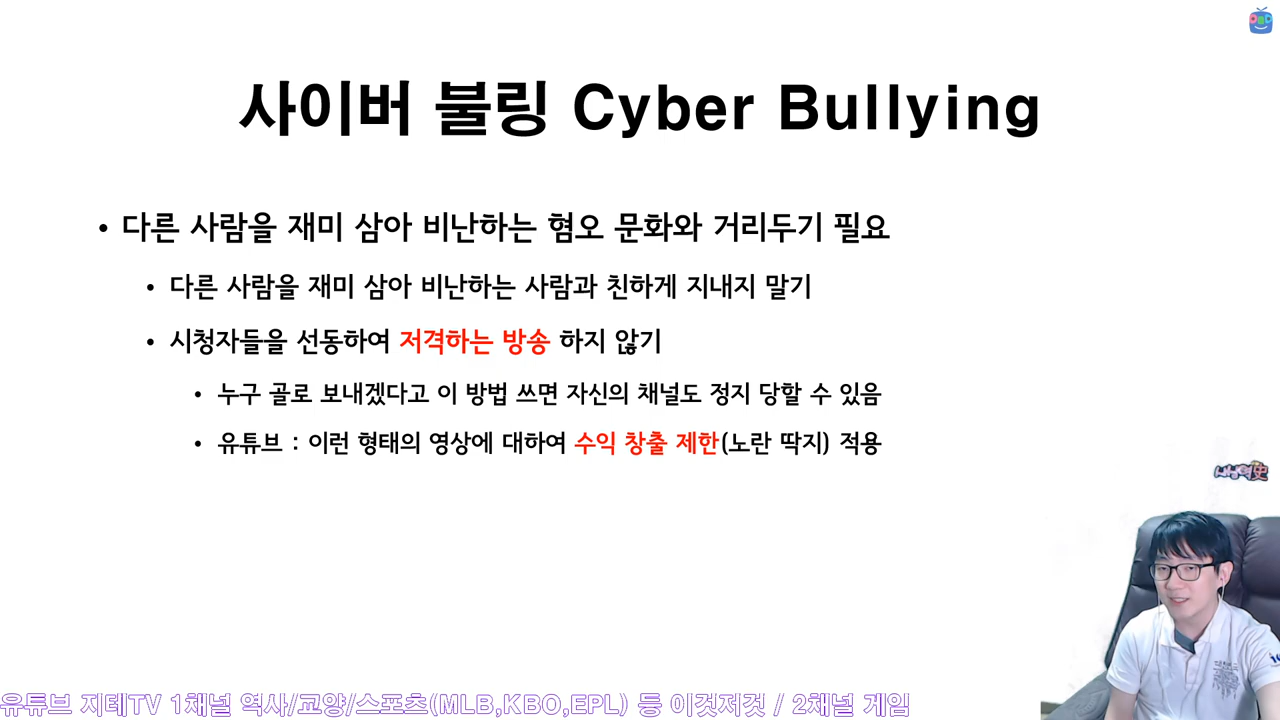 사이버 불링 Cyber Bullying
• 다른 사람을 재미 삼아 비난하는 혐오 문화와 거리두기 필요
• 다른 사람을 재미 삼아 비난하는 사람과 친하게 지내지 말기
• 시청자들을 선동하여 저격하는 방송 하지 않기
• 누구 골로 보내겠다고 이 방법 쓰면 자신의 채널도 정지 당할 수 있음
• 유튜브 : 이런 형태의 영상에 대하여 수익 창출 제한(노란 딱지) 적용
유튜브 지테TV 1채널 역사/교양/스포츠(MLB,KBO,EPL) 등 이것저것 / 2채널 게임